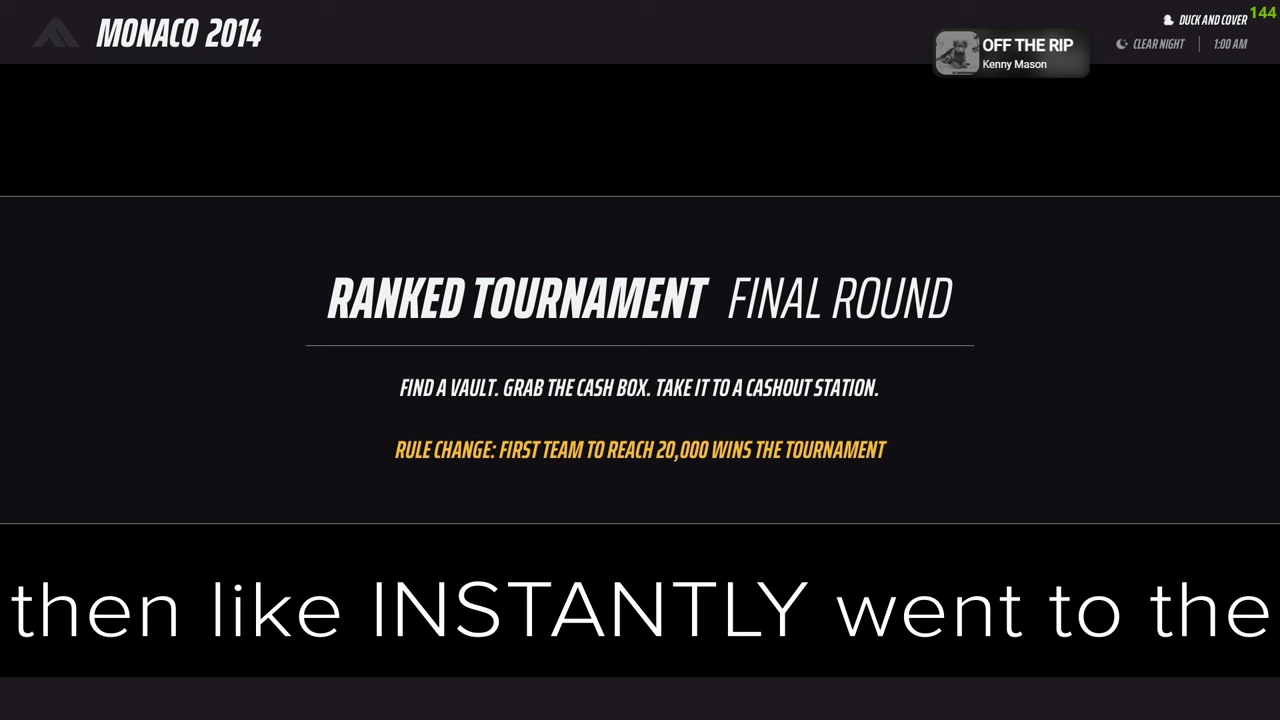 MONACO 2014
DUCK AND COVER
144
OFF THE RIP
Kenny Mason
CLEAR NIGHT
1:00 AM
RANKED TOURNAMENT FINAL ROUND
FIND A VAULT. GRAB THE CASH BOX. TAKE IT TO A CASHOUT STATION.
RULE CHANGE: FIRST TEAM TO REACH 20,000 WINS THE TOURNAMENT
then like INSTANTLY went to the